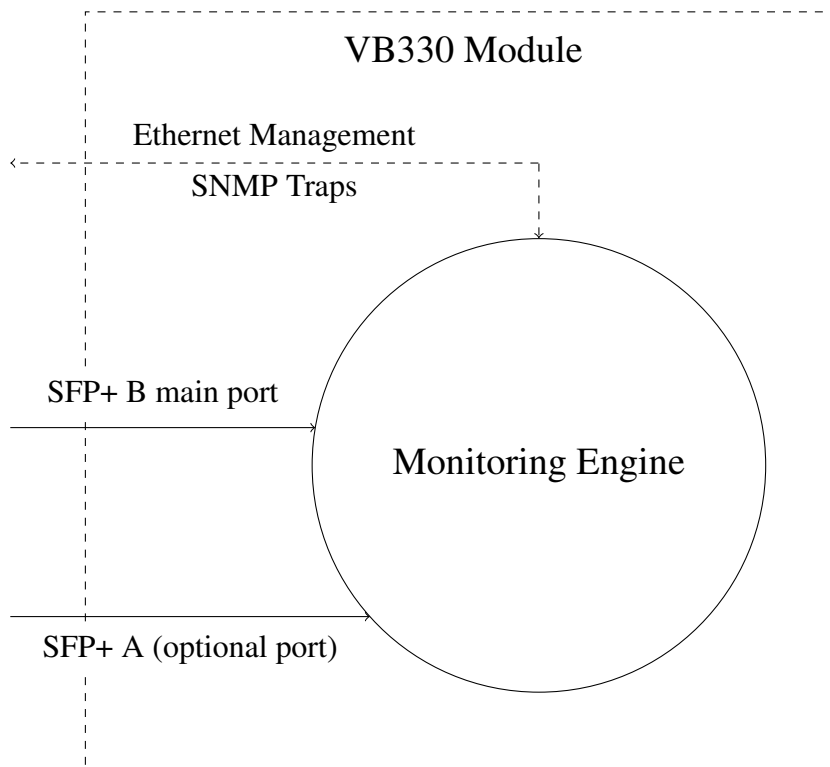 VB330 Module
Ethernet Management
SNMP Traps
SFP+ B main port
Monitoring Engine
SFP+ A (optional port)